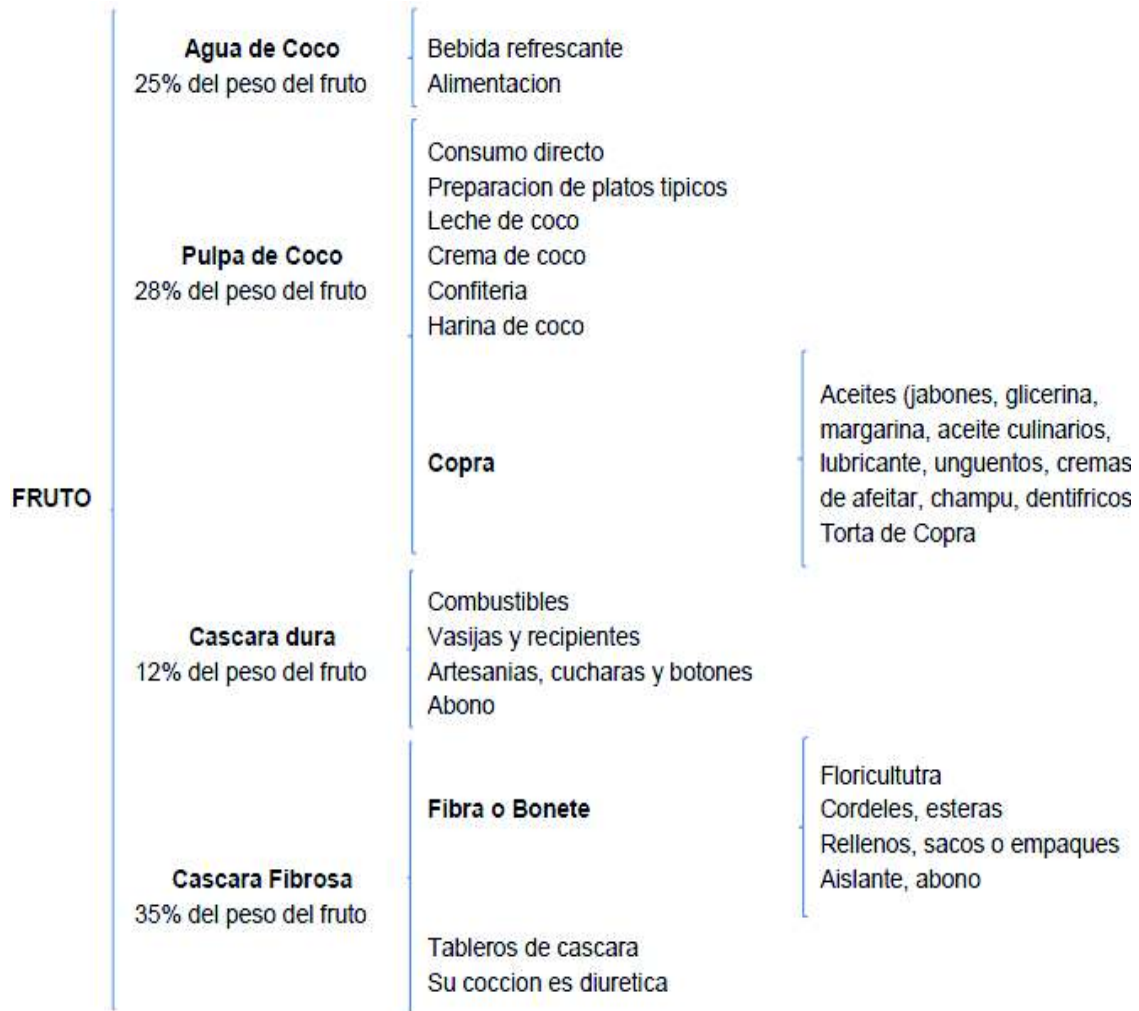 FRUTO
Agua de Coco
25% del peso del fruto
Bebida refrescante
Alimentacion
Pulpa de Coco
28% del peso del fruto
Consumo directo
Preparacion de platos tipicos
Leche de coco
Crema de coco
Confiteria
Harina de coco
Copra
Aceites (jabones, glicerina,
margarina, aceite culinarios,
lubricante, unguentos, cremas
de afeitar, champu, dentifricos
Torta de Copra
Cascara dura
12% del peso del fruto
Combustibles
Vasijas y recipientes
Artesanias, cucharas y botones
Abono
Cascara Fibrosa
35% del peso del fruto
Fibra o Bonete
Floricultutra
Cordeles, esteras
Rellenos, sacos o empaques
Aislante, abono
Tableros de cascara
Su coccion es diuretica